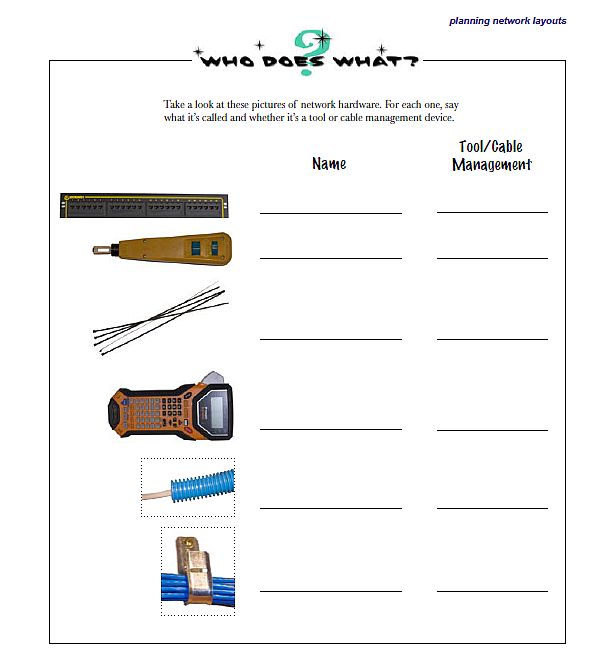 planning network layouts
WHO DOES WHAT?
Take a look at these pictures of network hardware. For each one, say
what it’s called and whether it’s a tool or cable management device.
Name
Tool/Cable
Management